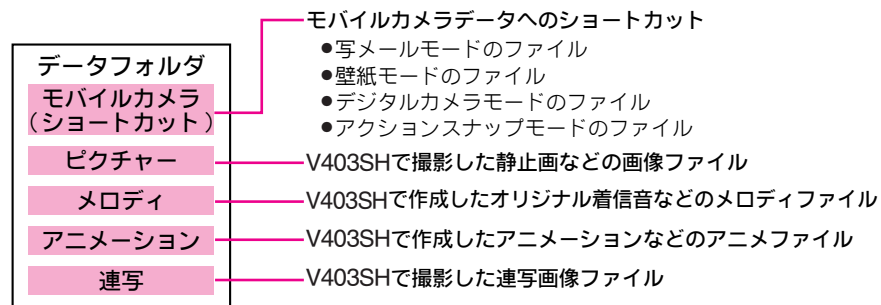 モバイルカメラデータへのショートカット
●写メールモードのファイル
●壁紙モードのファイル
●デジタルカメラモードのファイル
●アクションスナップモードのファイル
データフォルダ
モバイルカメラ
(ショートカット)
ピクチャー
V403SHで撮影した静止画などの画像ファイル
メロディ
V403SHで作成したオリジナル着信音などのメロディファイル
アニメーション
V403SHで作成したアニメーションなどのアニメファイル
連写
V403SHで撮影した連写画像ファイル